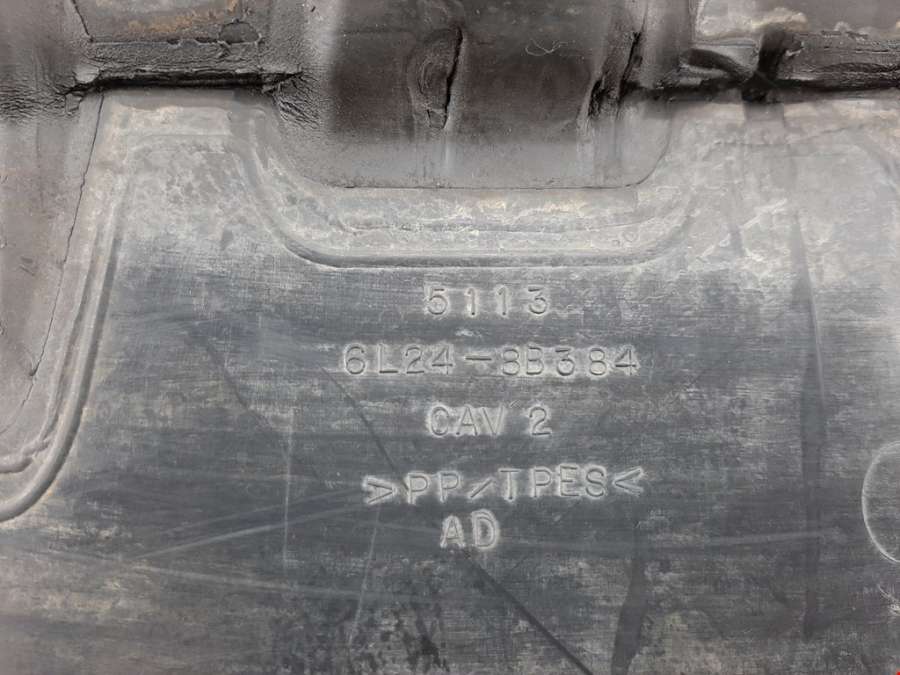 5113
6L24-8B384
CAV 2
>PP/TPES<
AD